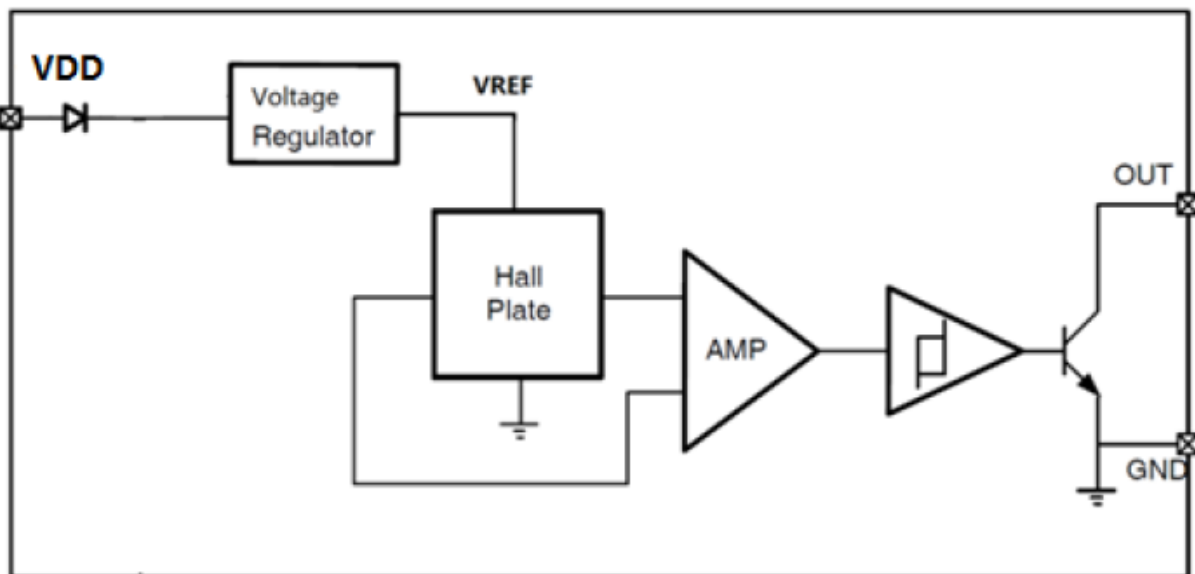 VDD
Voltage
Regulator
VREF
OUT
Hall
Plate
AMP
GND